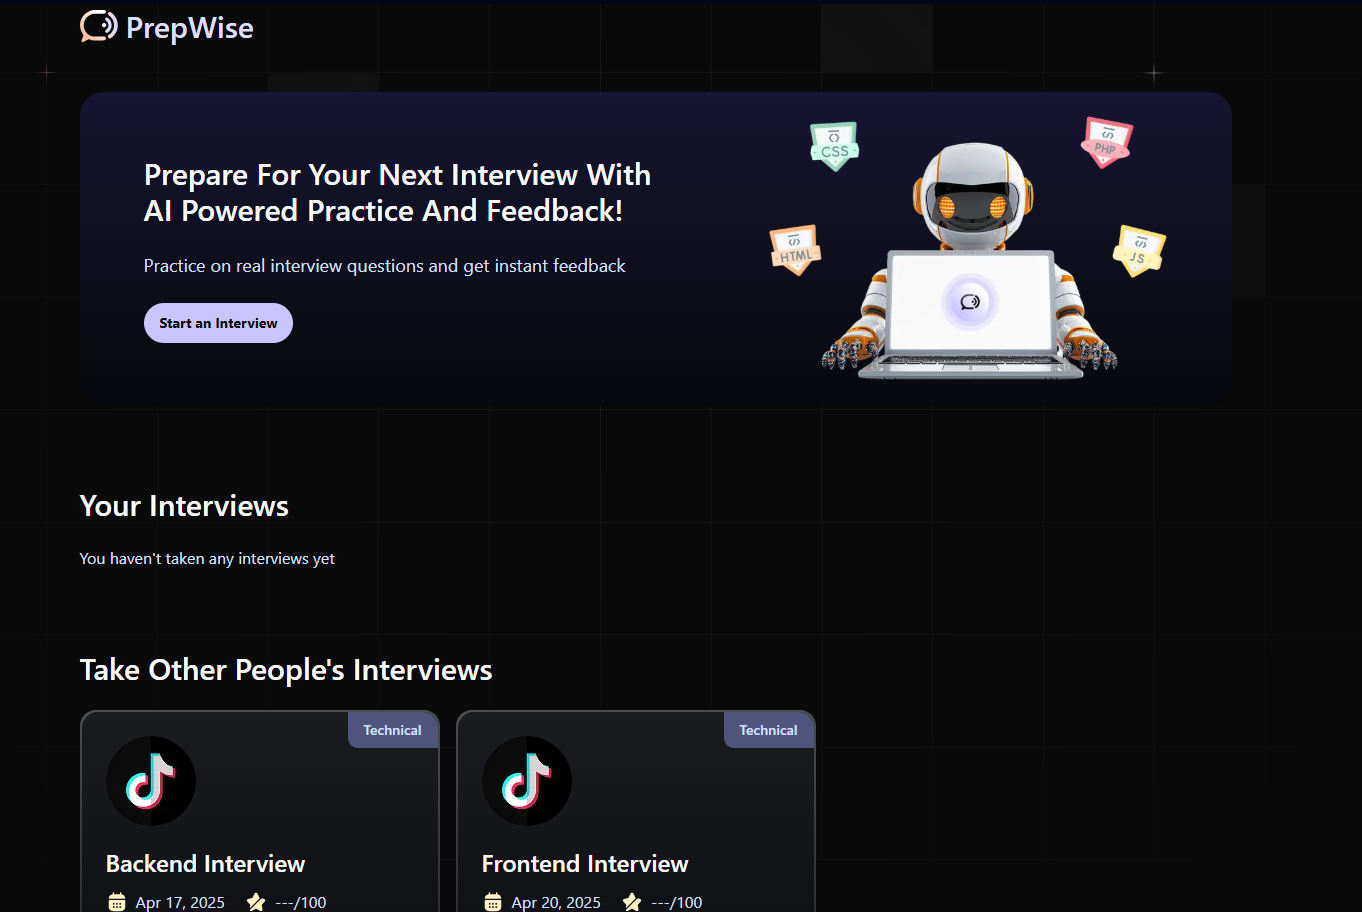 PrepWise
Prepare For Your Next Interview With
AI Powered Practice And Feedback!
Practice on real interview questions and get instant feedback
Start an Interview
CSS
PHP
HTML
JS
Your Interviews
You haven't taken any interviews yet
Take Other People's Interviews
Technical
Backend Interview
Apr 17, 2025 ---/100
Technical
Frontend Interview
Apr 20, 2025 ---/100